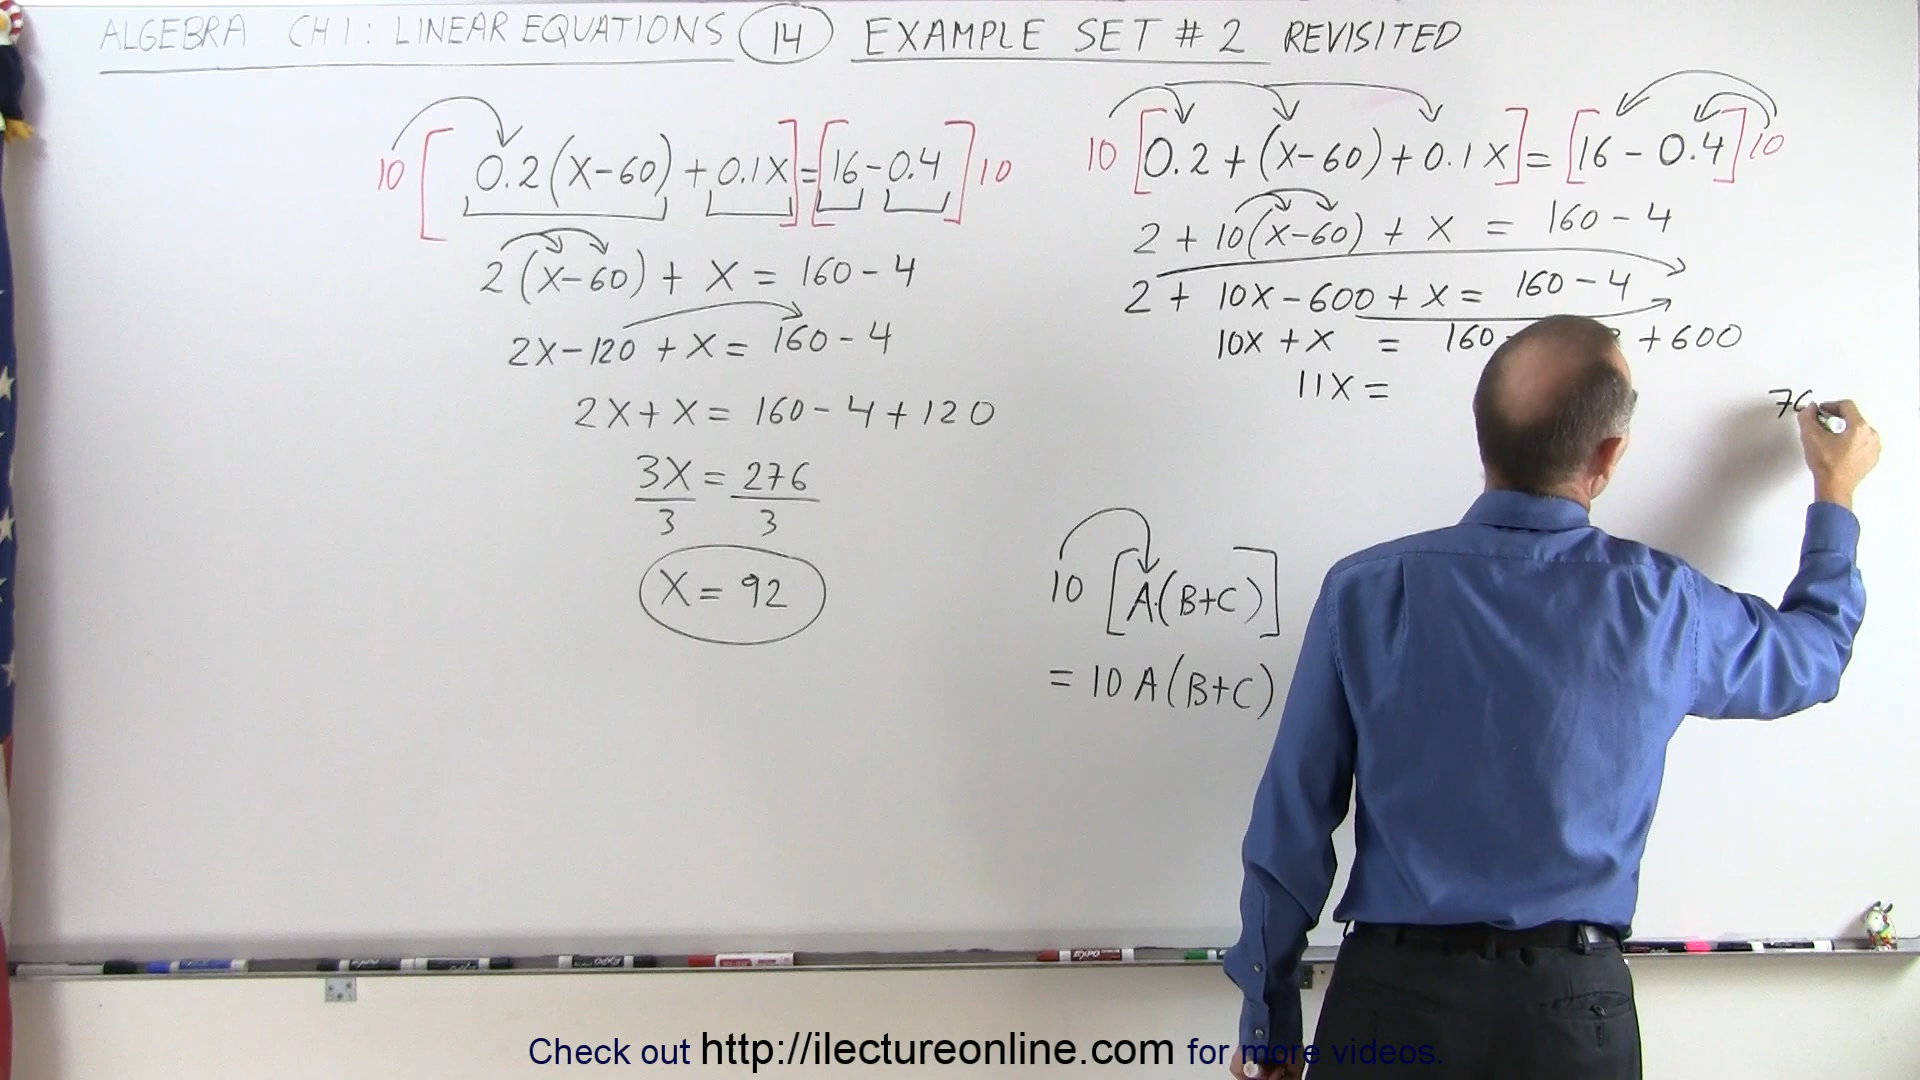 ALGEBRA CH 1: LINEAR EQUATIONS 14 EXAMPLE SET # 2 REVISITED
10 [ 0.2(X-60) + 0.1X ] = [ 16 - 0.4 ] 10
2(X-60) + X = 160 - 4
2X - 120 + X = 160 - 4
2X + X = 160 - 4 + 120
3X = 276
3 3
X = 92
10 [ 0.2 + (X-60) + 0.1X ] = [ 16 - 0.4 ] 10
2 + 10(X-60) + X = 160 - 4
2 + 10X - 600 + X = 160 - 4
10X + X = 160 + 600
11X =
10 [ A·(B+C) ]
= 10 A(B+C)
Check out http://ilectureonline.com for more videos.